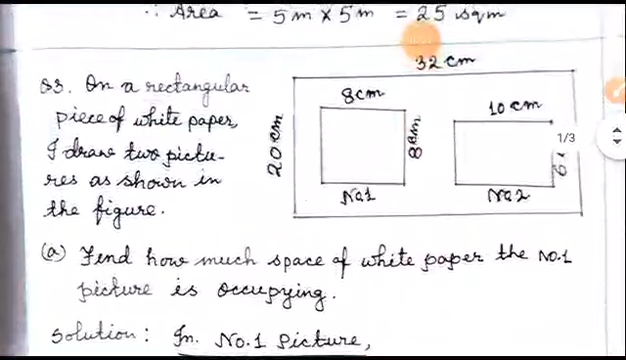 ∴ Area = 5m × 5m = 25 sqm
32 cm
Q3. On a rectangular
piece of white paper,
I draw two pictu-
res as shown in
the figure.
20 cm
8cm
8cm
No.1
10 cm
No.2
1/3
(a) Find how much space of white paper the No.1
picture is occupying.
Solution: In No.1 Picture,